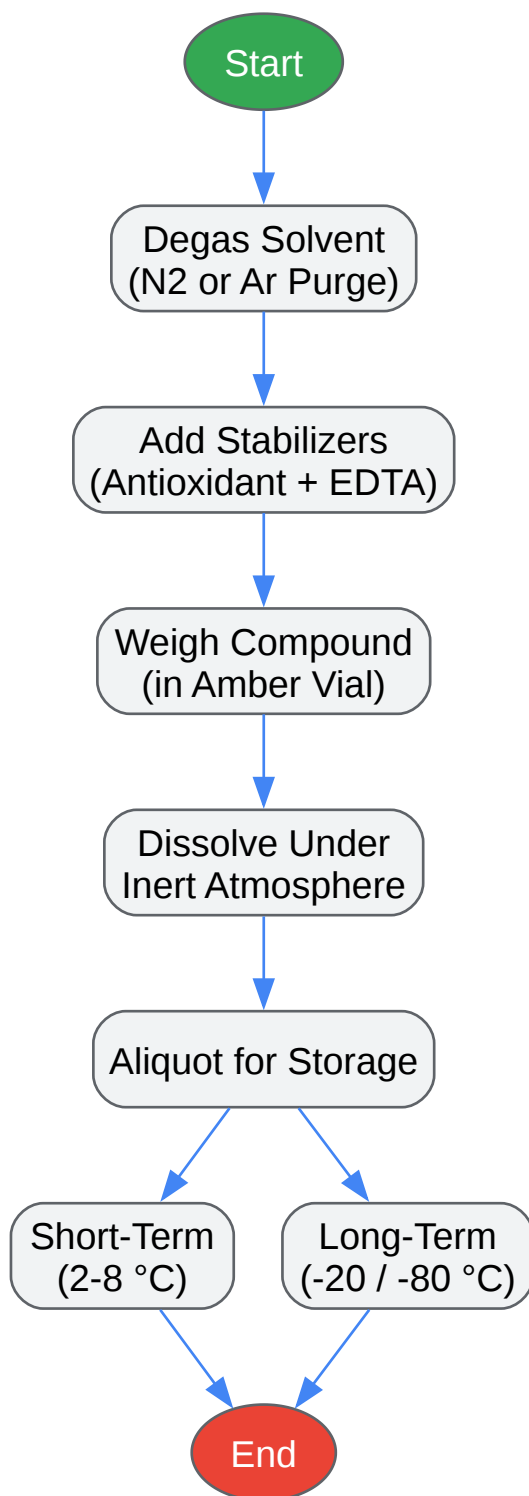 Start
Degas Solvent
(N2 or Ar Purge)
Add Stabilizers
(Antioxidant + EDTA)
Weigh Compound
(in Amber Vial)
Dissolve Under
Inert Atmosphere
Aliquot for Storage
Short-Term
(2-8 °C)
Long-Term
(-20 / -80 °C)
End